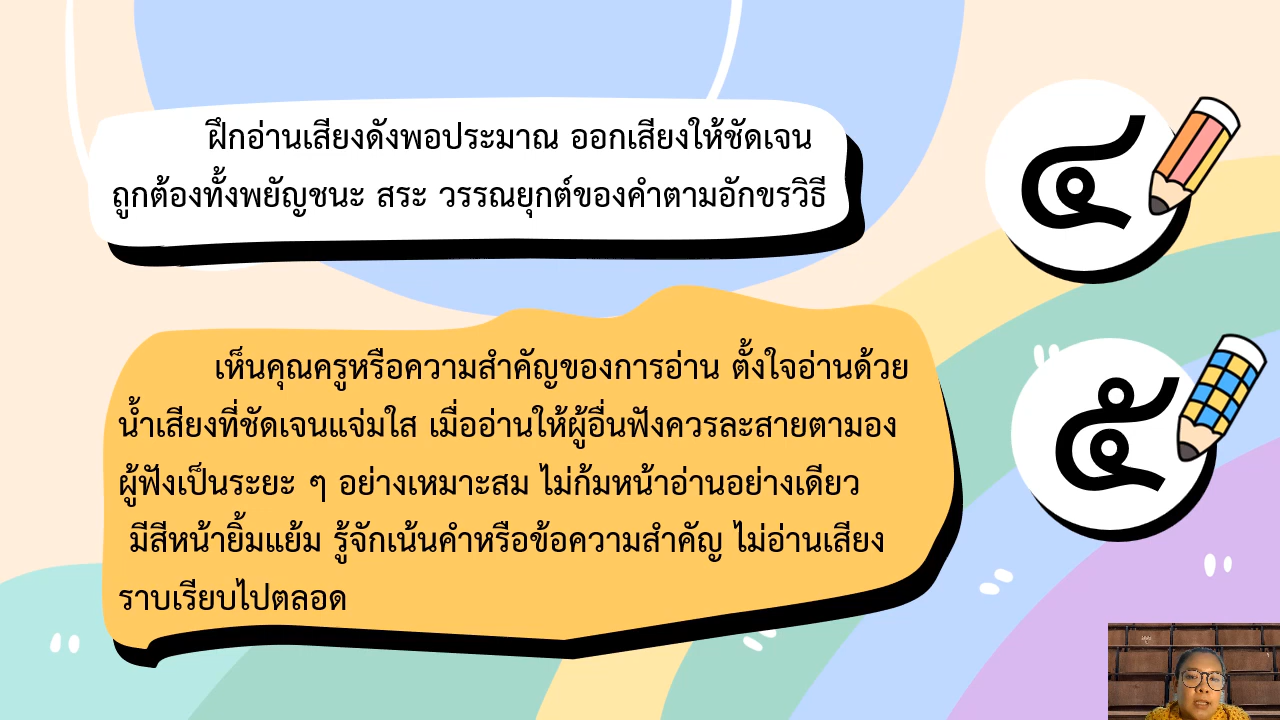 ฝึกอ่านเสียงดังพอประมาณ ออกเสียงให้ชัดเจน
ถูกต้องทั้งพยัญชนะ สระ วรรณยุกต์ของคำตามอักขรวิธี
๔
เห็นคุณครูหรือความสำคัญของการอ่าน ตั้งใจอ่านด้วย
น้ำเสียงที่ชัดเจนแจ่มใส เมื่ออ่านให้ผู้อื่นฟังควรละสายตามอง
ผู้ฟังเป็นระยะ ๆ อย่างเหมาะสม ไม่ก้มหน้าอ่านอย่างเดียว
มีสีหน้ายิ้มแย้ม รู้จักเน้นคำหรือข้อความสำคัญ ไม่อ่านเสียง
ราบเรียบไปตลอด
๕